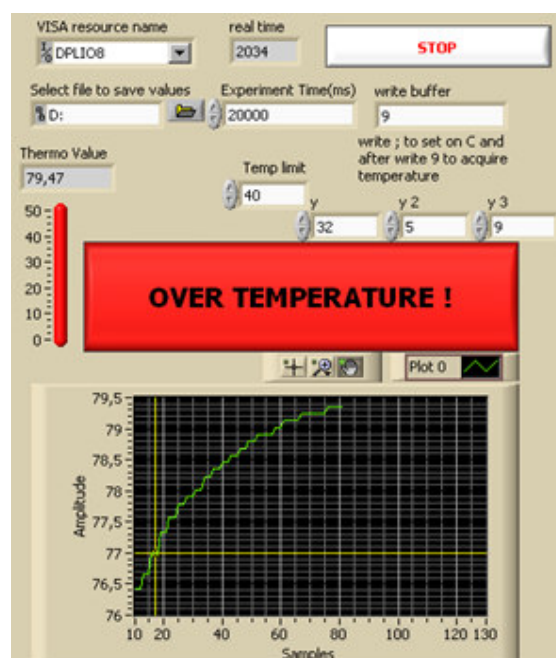 VISA resource name
real time
DPLIO8
2034
STOP
Select file to save values
Experiment Time(ms)
write buffer
D:
20000
9
write ; to set on C and
after write 9 to acquire
temperature
Thermo Value
79,47
Temp limit
40
y
y 2
y 3
32
5
9
50
40
30
20
10
0
OVER TEMPERATURE !
Plot 0
79,5
79
78,5
78
77,5
77
76,5
76
Amplitude
10 20 40 60 80 100 120 130
Samples